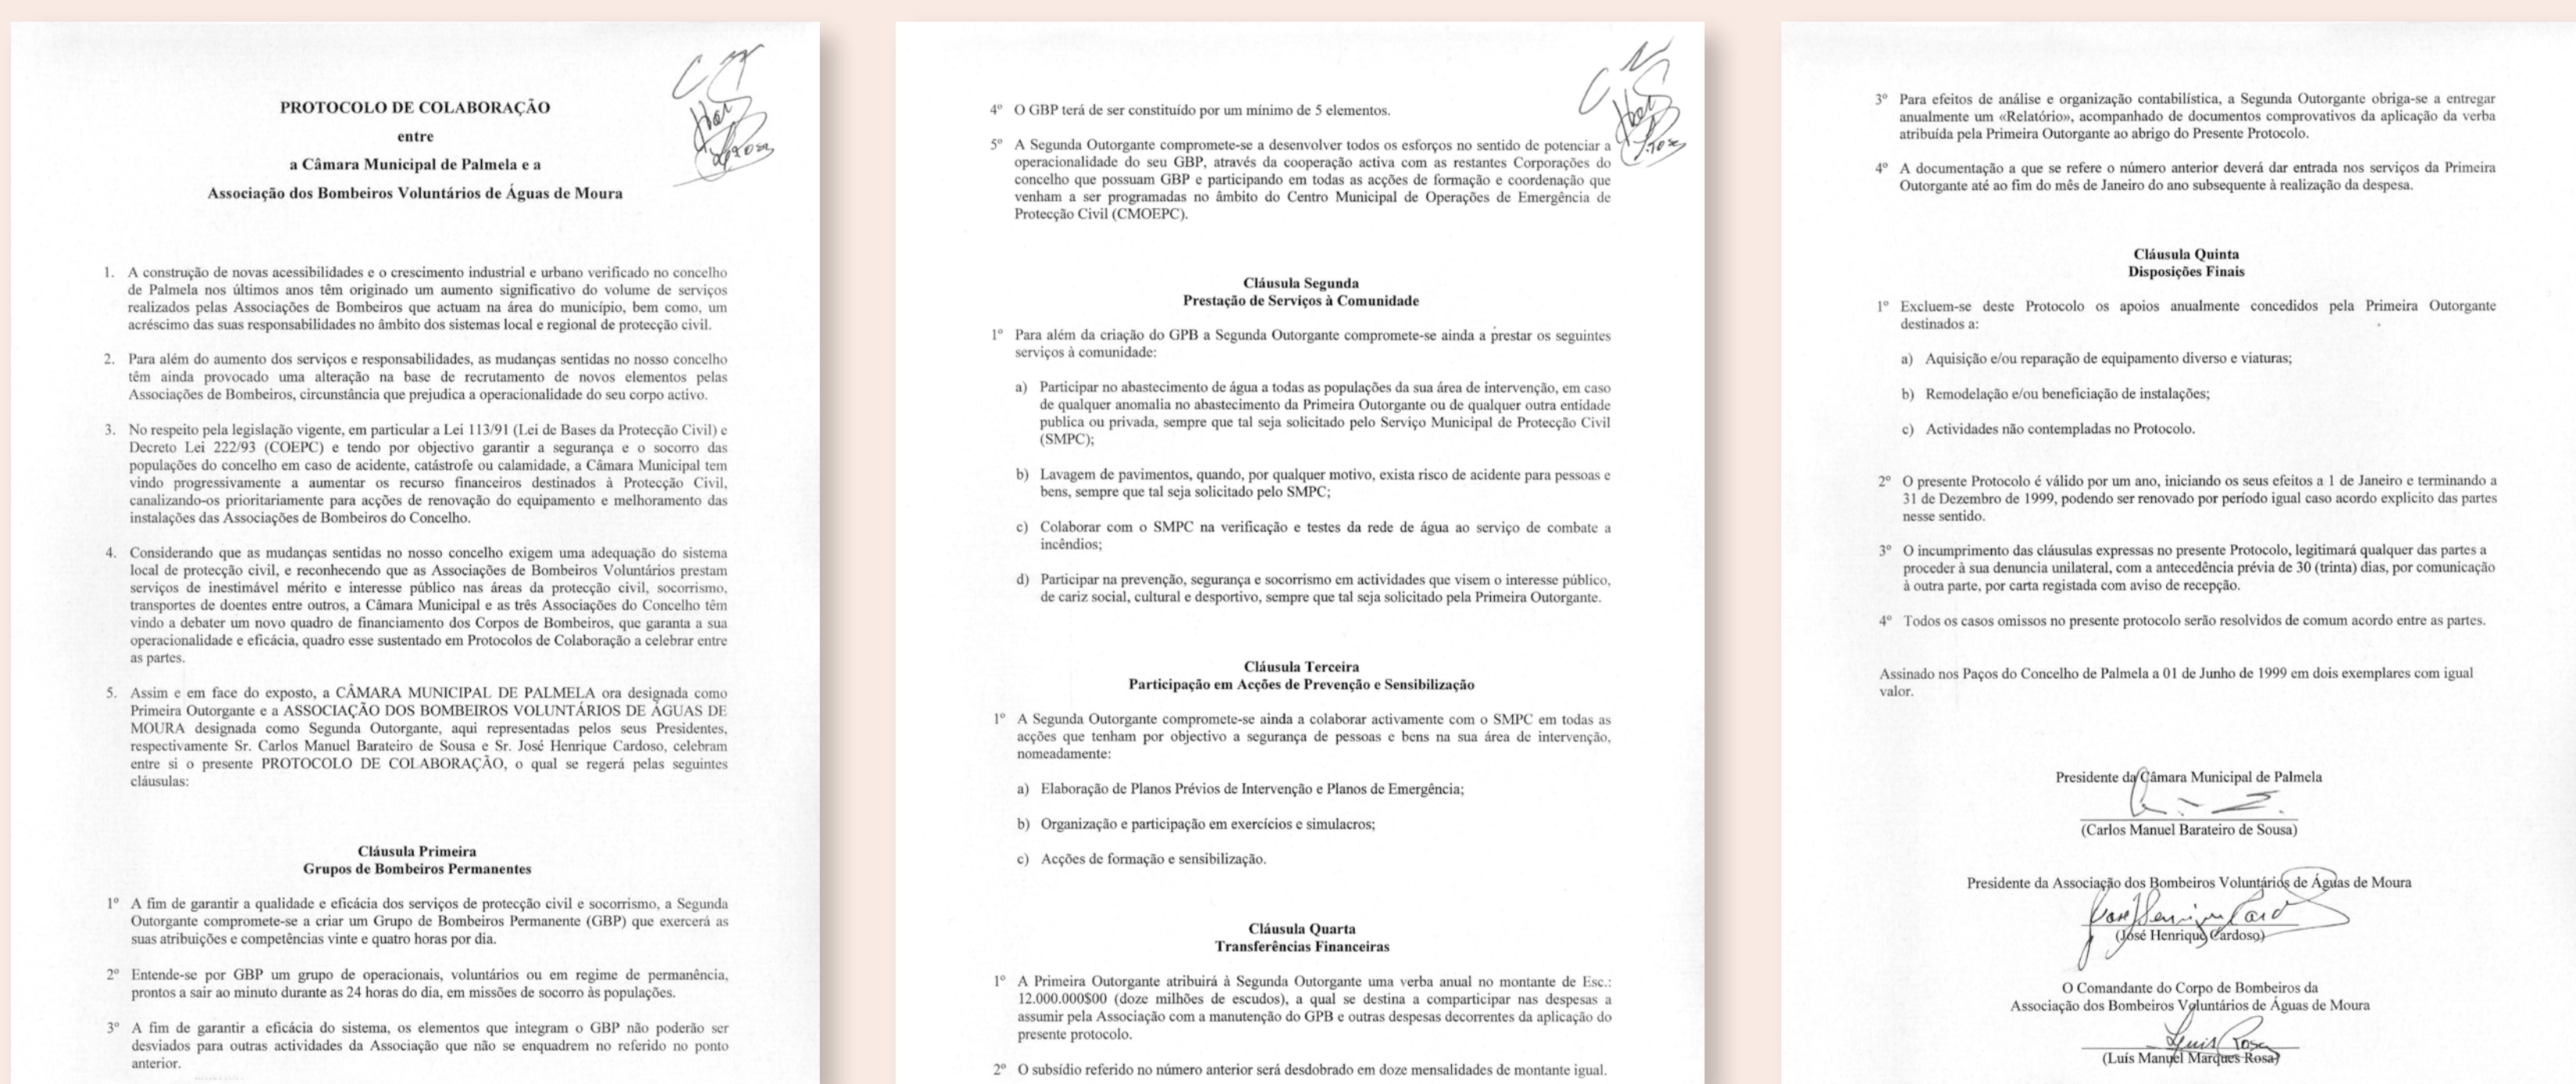 PROTOCOLO DE COLABORAÇÃO
entre
a Câmara Municipal de Palmela e a
Associação dos Bombeiros Voluntários de Águas de Moura
1. A construção de novas acessibilidades e o crescimento industrial e urbano verificado no concelho
de Palmela nos últimos anos têm originado um aumento significativo do volume de serviços
realizados pelas Associações de Bombeiros que actuam na área do município, bem como, um
acréscimo das suas responsabilidades no âmbito dos sistemas local e regional de protecção civil.
2. Para além do aumento dos serviços e responsabilidades, as mudanças sentidas no nosso concelho
têm ainda provocado uma alteração na base de recrutamento de novos elementos pelas
Associações de Bombeiros, circunstância que prejudica a operacionalidade do seu corpo activo.
3. No respeito pela legislação vigente, em particular a Lei 113/91 (Lei de Bases da Protecção Civil) e
Decreto Lei 222/93 (COEPC) e tendo por objectivo garantir a segurança e o socorro das
populações do concelho em caso de acidente, catástrofe ou calamidade, a Câmara Municipal tem
vindo progressivamente a aumentar os recurso financeiros destinados à Protecção Civil,
canalizando-os prioritariamente para acções de renovação do equipamento e melhoramento das
instalações das Associações de Bombeiros do Concelho.
4. Considerando que as mudanças sentidas no nosso concelho exigem uma adequação do sistema
local de protecção civil, e reconhecendo que as Associações de Bombeiros Voluntários prestam
serviços de inestimável mérito e interesse público nas áreas da protecção civil, socorrismo,
transportes de doentes entre outros, a Câmara Municipal e as três Associações do Concelho têm
vindo a debater um novo quadro de financiamento dos Corpos de Bombeiros, que garanta a sua
operacionalidade e eficácia, quadro esse sustentado em Protocolos de Colaboração a celebrar entre
as partes.
5. Assim e em face do exposto, a CÂMARA MUNICIPAL DE PALMELA ora designada como
Primeira Outorgante e a ASSOCIAÇÃO DOS BOMBEIROS VOLUNTÁRIOS DE ÁGUAS DE
MOURA designada como Segunda Outorgante, aqui representadas pelos seus Presidentes,
respectivamente Sr. Carlos Manuel Barateiro de Sousa e Sr. José Henrique Cardoso, celebram
entre si o presente PROTOCOLO DE COLABORAÇÃO, o qual se regerá pelas seguintes
cláusulas:
Cláusula Primeira
Grupos de Bombeiros Permanentes
1º A fim de garantir a qualidade e eficácia dos serviços de protecção civil e socorrismo, a Segunda
Outorgante compromete-se a criar um Grupo de Bombeiros Permanente (GBP) que exercerá as
suas atribuições e competências vinte e quatro horas por dia.
2º Entende-se por GBP um grupo de operacionais, voluntários ou em regime de permanência,
prontos a sair ao minuto durante as 24 horas do dia, em missões de socorro às populações.
3º A fim de garantir a eficácia do sistema, os elementos que integram o GBP não poderão ser
desviados para outras actividades da Associação que não se enquadrem no referido no ponto
anterior.
4º O GBP terá de ser constituído por um mínimo de 5 elementos.
5º A Segunda Outorgante compromete-se a desenvolver todos os esforços no sentido de potenciar a
operacionalidade do seu GBP, através da cooperação activa com as restantes Corporações do
concelho que possuam GBP e participando em todas as acções de formação e coordenação que
venham a ser programadas no âmbito do Centro Municipal de Operações de Emergência de
Protecção Civil (CMOEPC).
Cláusula Segunda
Prestação de Serviços à Comunidade
1º Para além da criação do GPB a Segunda Outorgante compromete-se ainda a prestar os seguintes
serviços à comunidade:
a) Participar no abastecimento de água a todas as populações da sua área de intervenção, em caso
de qualquer anomalia no abastecimento da Primeira Outorgante ou de qualquer outra entidade
publica ou privada, sempre que tal seja solicitado pelo Serviço Municipal de Protecção Civil
(SMPC);
b) Lavagem de pavimentos, quando, por qualquer motivo, exista risco de acidente para pessoas e
bens, sempre que tal seja solicitado pelo SMPC;
c) Colaborar com o SMPC na verificação e testes da rede de água ao serviço de combate a
incêndios;
d) Participar na prevenção, segurança e socorrismo em actividades que visem o interesse público,
de cariz social, cultural e desportivo, sempre que tal seja solicitado pela Primeira Outorgante.
Cláusula Terceira
Participação em Acções de Prevenção e Sensibilização
1º A Segunda Outorgante compromete-se ainda a colaborar activamente com o SMPC em todas as
acções que tenham por objectivo a segurança de pessoas e bens na sua área de intervenção,
nomeadamente:
a) Elaboração de Planos Prévios de Intervenção e Planos de Emergência;
b) Organização e participação em exercícios e simulacros;
c) Acções de formação e sensibilização.
Cláusula Quarta
Transferências Financeiras
1º A Primeira Outorgante atribuirá à Segunda Outorgante uma verba anual no montante de Esc.:
12.000.000$00 (doze milhões de escudos), a qual se destina a comparticipar nas despesas a
assumir pela Associação com a manutenção do GPB e outras despesas decorrentes da aplicação do
presente protocolo.
2º O subsídio referido no número anterior será desdobrado em doze mensalidades de montante igual.
3º Para efeitos de análise e organização contabilística, a Segunda Outorgante obriga-se a entregar
anualmente um «Relatório», acompanhado de documentos comprovativos da aplicação da verba
atribuída pela Primeira Outorgante ao abrigo do Presente Protocolo.
4º A documentação a que se refere o número anterior deverá dar entrada nos serviços da Primeira
Outorgante até ao fim do mês de Janeiro do ano subsequente à realização da despesa.
Cláusula Quinta
Disposições Finais
1º Excluem-se deste Protocolo os apoios anualmente concedidos pela Primeira Outorgante
destinados a:
a) Aquisição e/ou reparação de equipamento diverso e viaturas;
b) Remodelação e/ou beneficiação de instalações;
c) Actividades não contempladas no Protocolo.
2º O presente Protocolo é válido por um ano, iniciando os seus efeitos a 1 de Janeiro e terminando a
31 de Dezembro de 1999, podendo ser renovado por período igual caso acordo explicito das partes
nesse sentido.
3º O incumprimento das cláusulas expressas no presente Protocolo, legitimará qualquer das partes a
proceder à sua denuncia unilateral, com a antecedência prévia de 30 (trinta) dias, por comunicação
à outra parte, por carta registada com aviso de recepção.
4º Todos os casos omissos no presente protocolo serão resolvidos de comum acordo entre as partes.
Assinado nos Paços do Concelho de Palmela a 01 de Junho de 1999 em dois exemplares com igual
valor.
Presidente da Câmara Municipal de Palmela
(Carlos Manuel Barateiro de Sousa)
Presidente da Associação dos Bombeiros Voluntários de Águas de Moura
(José Henrique Cardoso)
O Comandante do Corpo de Bombeiros da
Associação dos Bombeiros Voluntários de Águas de Moura
Luis Rosa
(Luís Manuel Marques Rosa)